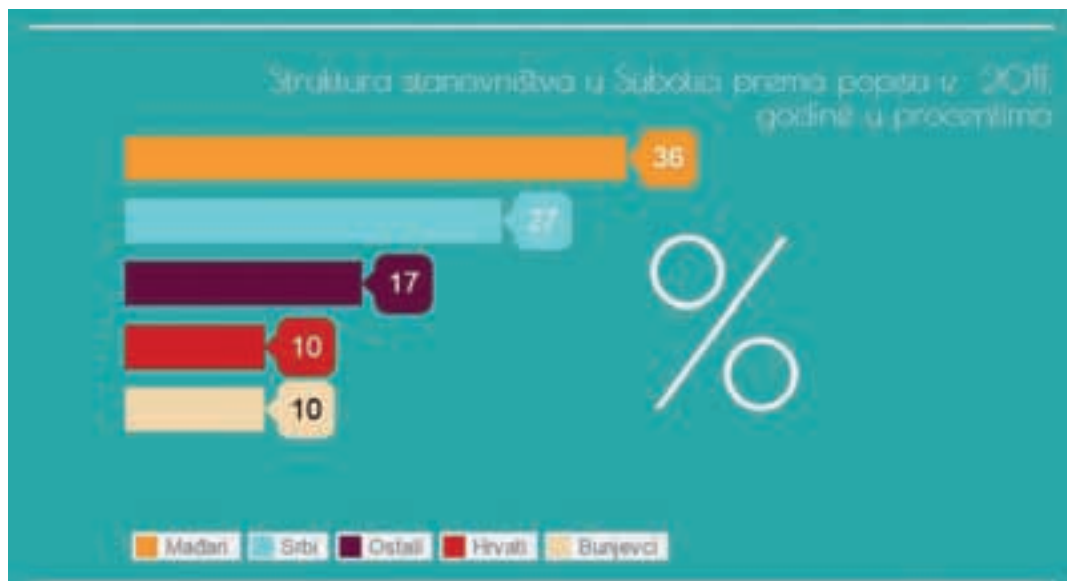 Struktura stanovništva u Subotici prema popisu iz 2011.
godine u procentima
36
27
17
10
10
%
Mađari Srbi Ostali Hrvati Bunjevci